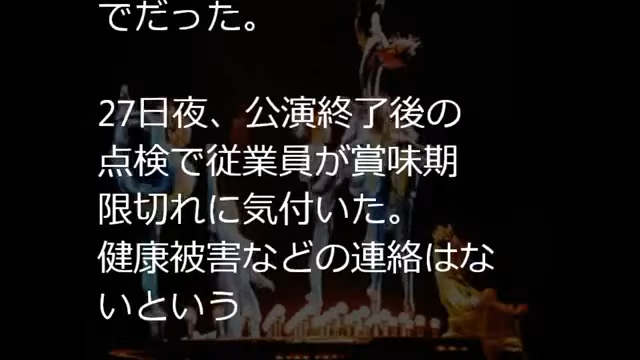 でだった。
27日夜、公演終了後の
点検で従業員が賞味期
限切れに気付いた。
健康被害などの連絡はな
いという